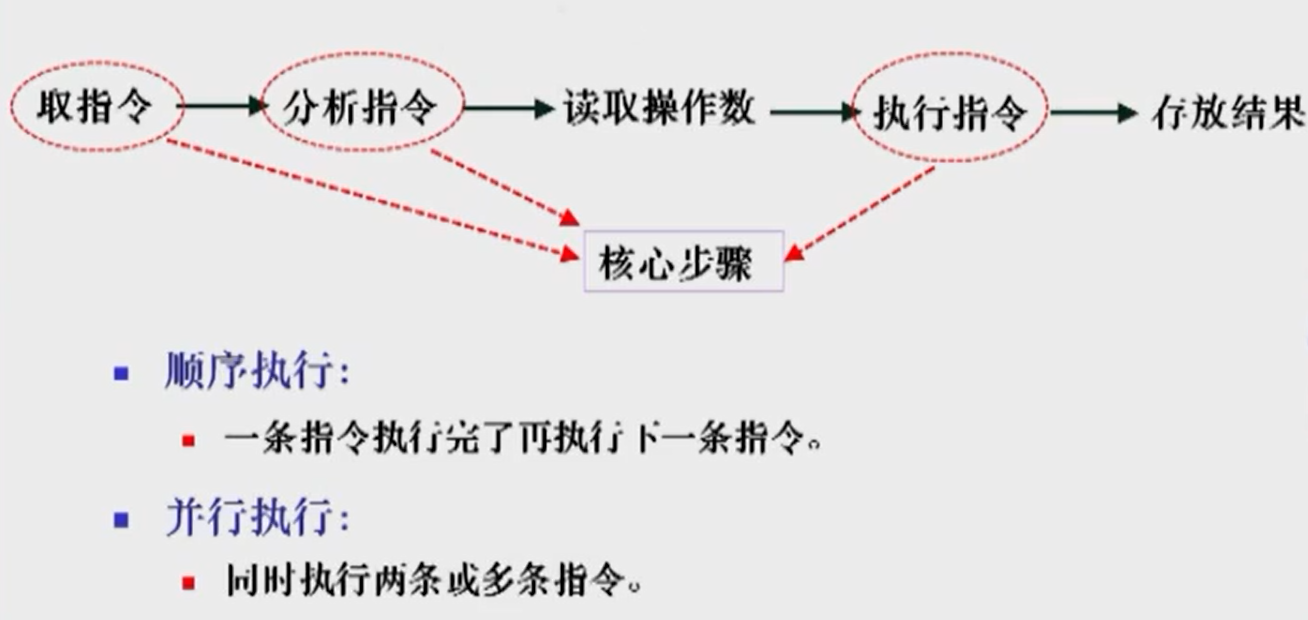 取指令 分析指令 读取操作数 执行指令 存放结果
核心步骤
顺序执行:
一条指令执行完了再执行下一条指令。
并行执行:
同时执行两条或多条指令。